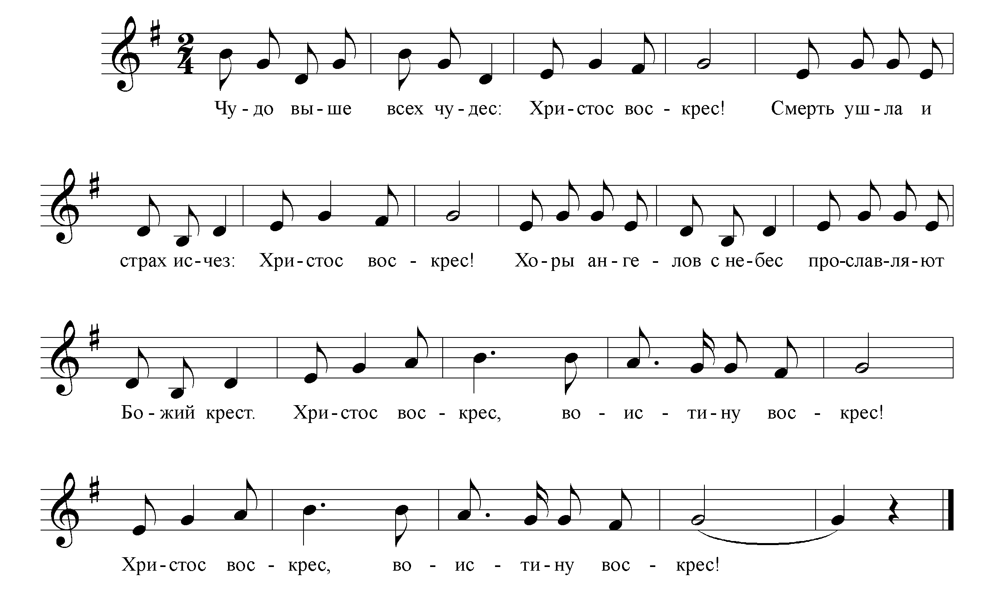 Чу - до вы - ше всех чу - дес: Хри - стос вос - крес! Смерть уш - ла и
страх ис - чез: Хри - стос вос - крес! Хо - ры ан - ге - лов с не - бес про - слав - ля - ют
Бо - жий крест. Хри - стос вос - крес, во - ис - ти - ну вос - крес!
Хри - стос вос - крес, во - ис - ти - ну вос - крес!